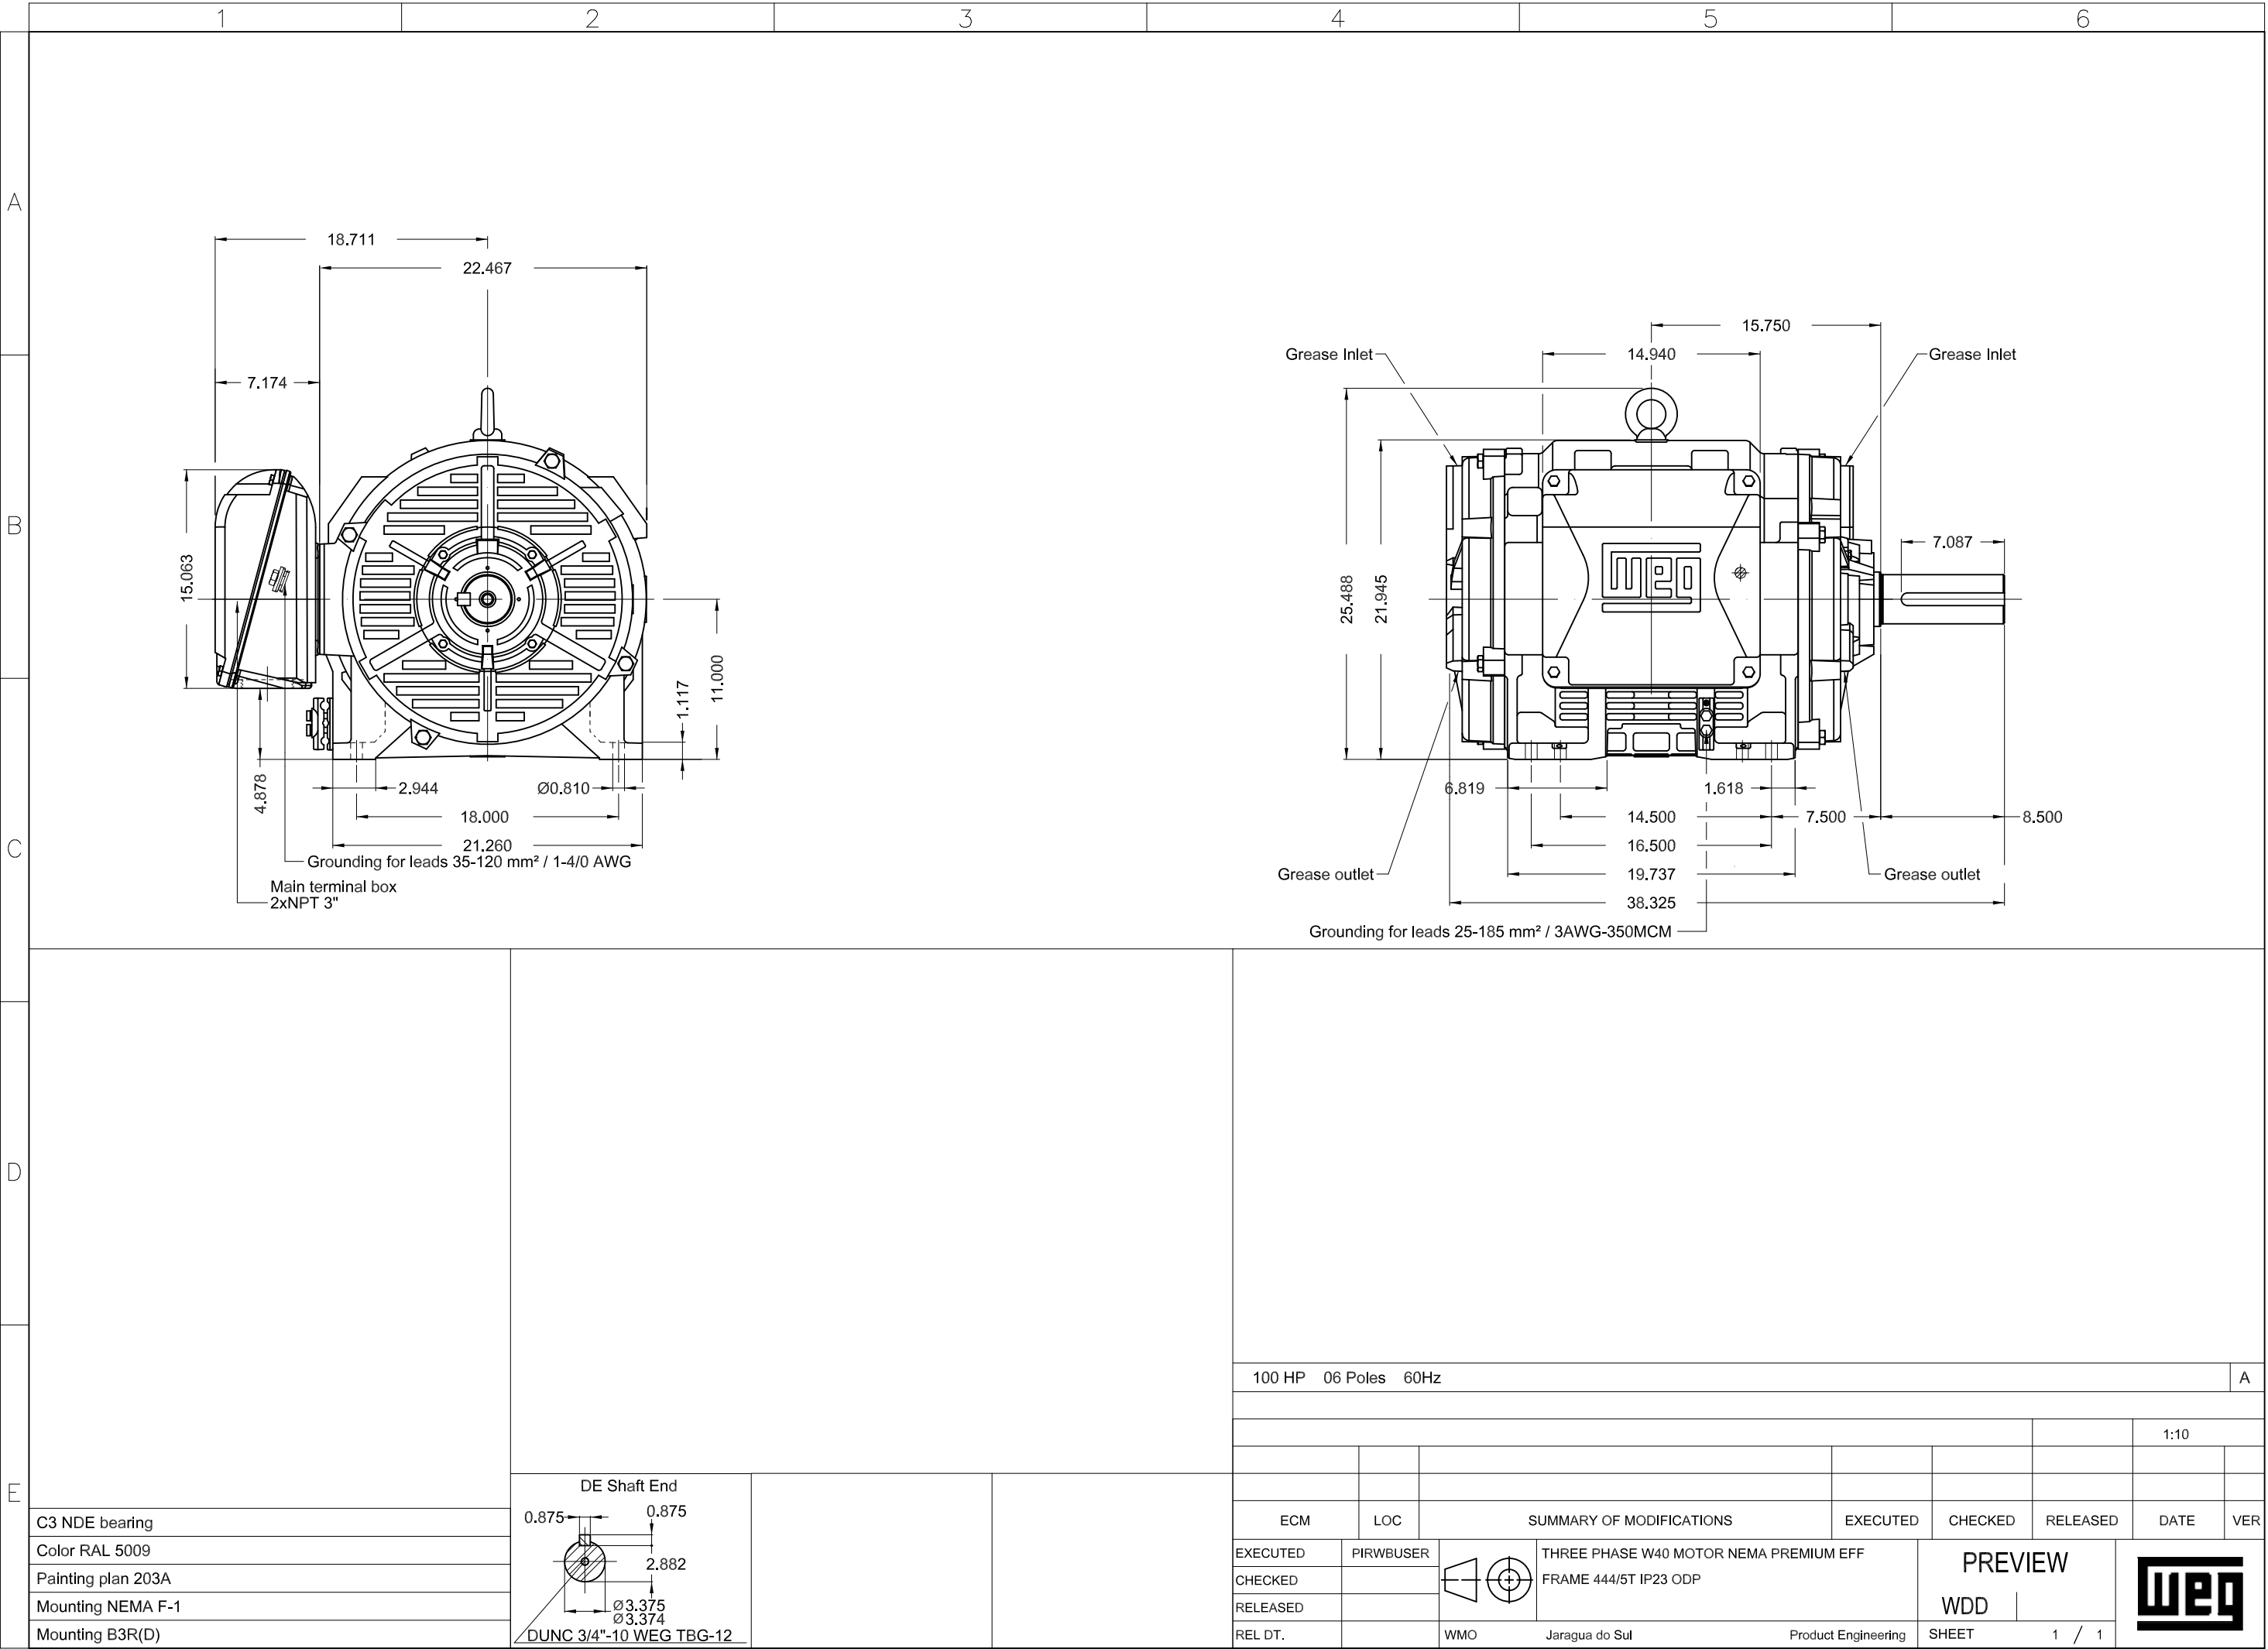 1 2 3 4 5 6
A
B
C
D
E
18.711
22.467
7.174
15.063
4.878
2.944
Ø0.810
1.117
11.000
18.000
21.260
Grounding for leads 35-120 mm² / 1-4/0 AWG
Main terminal box
2xNPT 3"
15.750
14.940
Grease Inlet
Grease Inlet
25.488
21.945
7.087
weg
6.819
1.618
14.500
7.500
8.500
16.500
19.737
38.325
Grease outlet
Grease outlet
Grounding for leads 25-185 mm² / 3AWG-350MCM
C3 NDE bearing
Color RAL 5009
Painting plan 203A
Mounting NEMA F-1
Mounting B3R(D)
DE Shaft End
0.875
0.875
2.882
Ø3.375
Ø3.374
DUNC 3/4"-10 WEG TBG-12
100 HP 06 Poles 60Hz A
1:10
ECM LOC SUMMARY OF MODIFICATIONS EXECUTED CHECKED RELEASED DATE VER
EXECUTED PIRWBUSER
CHECKED
RELEASED
REL DT.
THREE PHASE W40 MOTOR NEMA PREMIUM EFF
FRAME 444/5T IP23 ODP
WMO Jaragua do Sul Product Engineering
PREVIEW
WDD
SHEET 1 / 1
weg